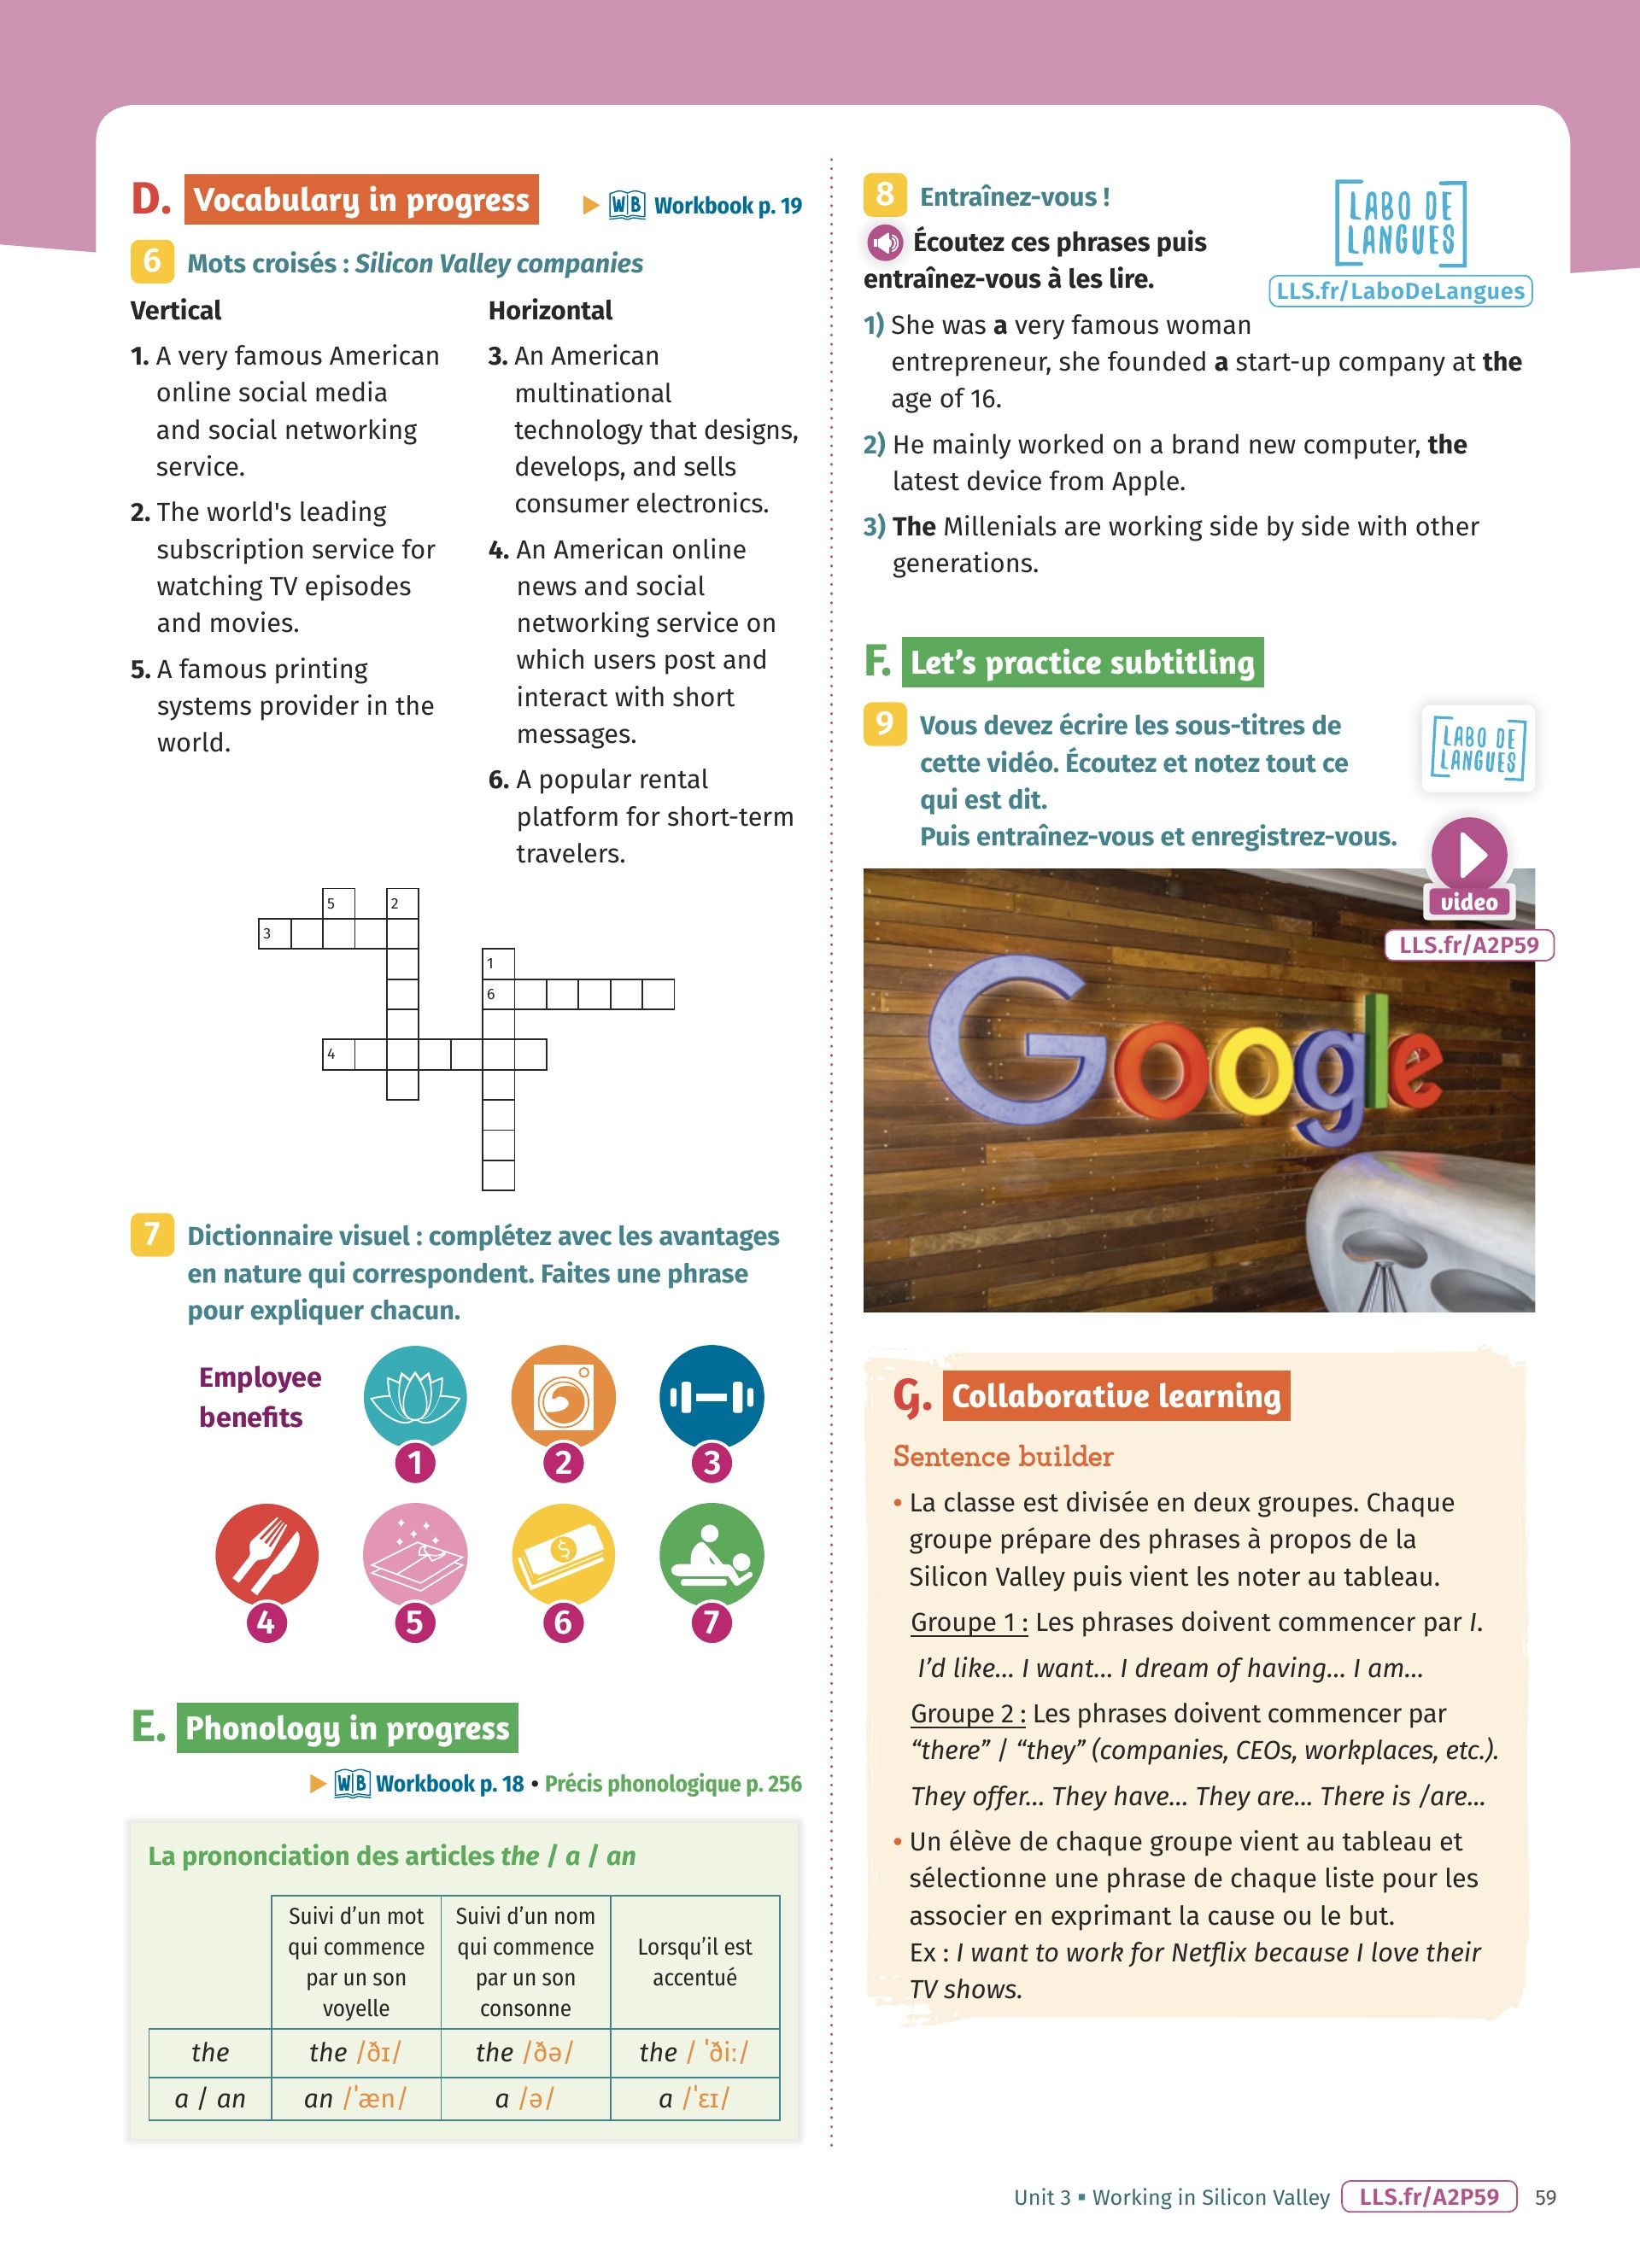 D. Vocabulary in progress
WB Workbook p. 19
6 Mots croisés : Silicon Valley companies
Vertical
1. A very famous American
online social media
and social networking
service.
2. The world's leading
subscription service for
watching TV episodes
and movies.
5. A famous printing
systems provider in the
world.
Horizontal
3. An American
multinational
technology that designs,
develops, and sells
consumer electronics.
4. An American online
news and social
networking service on
which users post and
interact with short
messages.
6. A popular rental
platform for short-term
travelers.
5 2
3
1
6
4
7 Dictionnaire visuel : complétez avec les avantages
en nature qui correspondent. Faites une phrase
pour expliquer chacun.
Employee
benefits
1 2 3
$
4 5 6 7
E. Phonology in progress
WB Workbook p. 18 • Précis phonologique p. 256
La prononciation des articles the / a / an
Suivi d’un mot
qui commence
par un son
voyelle
Suivi d’un nom
qui commence
par un son
consonne
Lorsqu’il est
accentué
the the /ðɪ/ the /ðə/ the / ˈðiː/
a / an an /ˈæn/ a /ə/ a /ˈɛɪ/
8 Entraînez-vous !
LABO DE
LANGUES
LLS.fr/LaboDeLangues
Écoutez ces phrases puis
entraînez-vous à les lire.
1) She was a very famous woman
entrepreneur, she founded a start-up company at the
age of 16.
2) He mainly worked on a brand new computer, the
latest device from Apple.
3) The Millenials are working side by side with other
generations.
F. Let’s practice subtitling
9 Vous devez écrire les sous-titres de
cette vidéo. Écoutez et notez tout ce
qui est dit.
Puis entraînez-vous et enregistrez-vous.
LABO DE
LANGUES
video
LLS.fr/A2P59
Google
G. Collaborative learning
Sentence builder
• La classe est divisée en deux groupes. Chaque
groupe prépare des phrases à propos de la
Silicon Valley puis vient les noter au tableau.
Groupe 1 : Les phrases doivent commencer par I.
I’d like… I want… I dream of having… I am…
Groupe 2 : Les phrases doivent commencer par
“there” / “they” (companies, CEOs, workplaces, etc.).
They offer… They have… They are… There is /are…
• Un élève de chaque groupe vient au tableau et
sélectionne une phrase de chaque liste pour les
associer en exprimant la cause ou le but.
Ex : I want to work for Netflix because I love their
TV shows.
Unit 3 ▪ Working in Silicon Valley LLS.fr/A2P59 59